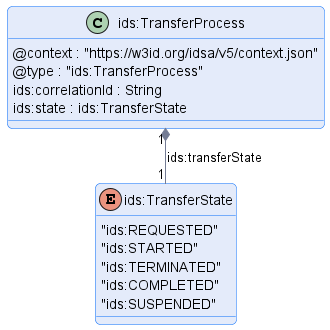 C ids:TransferProcess
@context : "https://w3id.org/idsa/v5/context.json"
@type : "ids:TransferProcess"
ids:correlationId : String
ids:state : ids:TransferState
1
ids:transferState
1
E ids:TransferState
"ids:REQUESTED"
"ids:STARTED"
"ids:TERMINATED"
"ids:COMPLETED"
"ids:SUSPENDED"